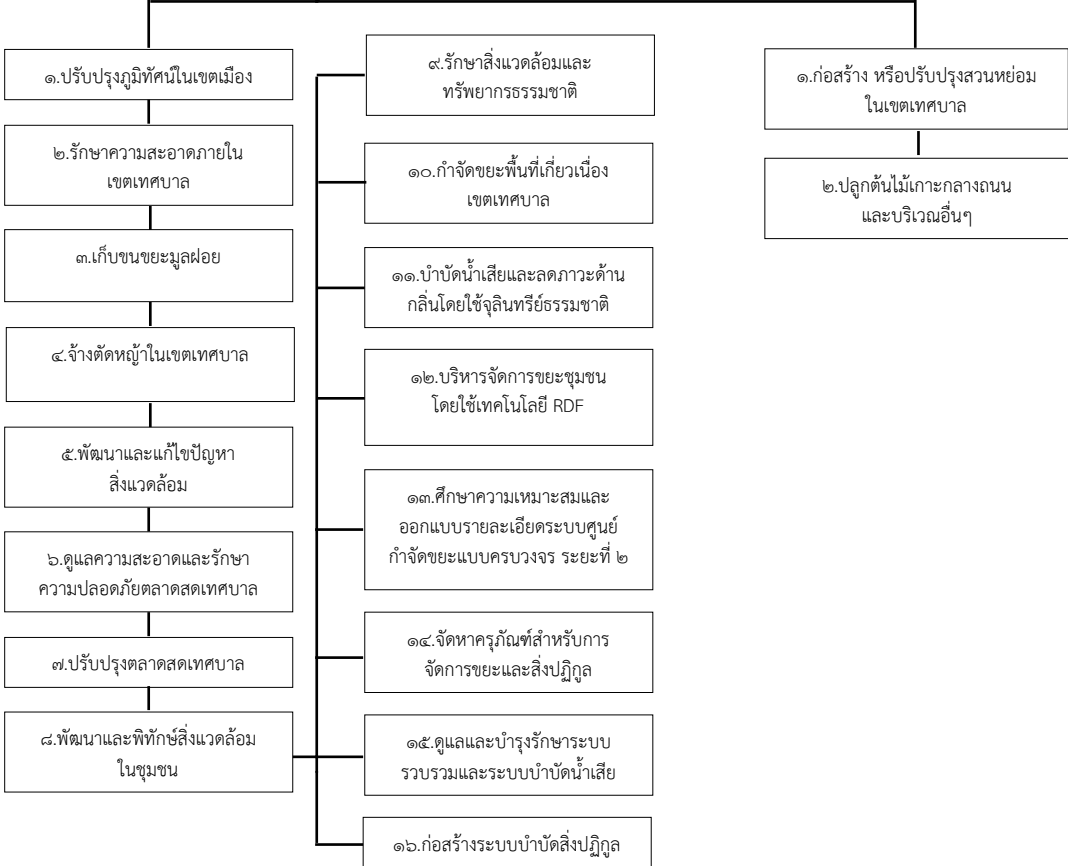 ๑.ปรับปรุงภูมิทัศน์ในเขตเมือง
๒.รักษาความสะอาดภายใน
เขตเทศบาล
๓.เก็บขนขยะมูลฝอย
๔.จ้างตัดหญ้าในเขตเทศบาล
๕.พัฒนาและแก้ไขปัญหา
สิ่งแวดล้อม
๖.ดูแลความสะอาดและรักษา
ความปลอดภัยตลาดสดเทศบาล
๗.ปรับปรุงตลาดสดเทศบาล
๘.พัฒนาและพิทักษ์สิ่งแวดล้อม
ในชุมชน
๙.รักษาสิ่งแวดล้อมและ
ทรัพยากรธรรมชาติ
๑๐.กำจัดขยะพื้นที่เกี่ยวเนื่อง
เขตเทศบาล
๑๑.บำบัดน้ำเสียและลดภาวะด้าน
กลิ่นโดยใช้จุลินทรีย์ธรรมชาติ
๑๒.บริหารจัดการขยะชุมชน
โดยใช้เทคโนโลยี RDF
๑๓.ศึกษาความเหมาะสมและ
ออกแบบรายละเอียดระบบศูนย์
กำจัดขยะแบบครบวงจร ระยะที่ ๒
๑๔.จัดหาครุภัณฑ์สำหรับการ
จัดการขยะและสิ่งปฏิกูล
๑๕.ดูแลและบำรุงรักษาระบบ
รวบรวมและระบบบำบัดน้ำเสีย
๑๖.ก่อสร้างระบบบำบัดสิ่งปฏิกูล
๑.ก่อสร้าง หรือปรับปรุงสวนหย่อม
ในเขตเทศบาล
๒.ปลูกต้นไม้เกาะกลางถนน
และบริเวณอื่นๆ